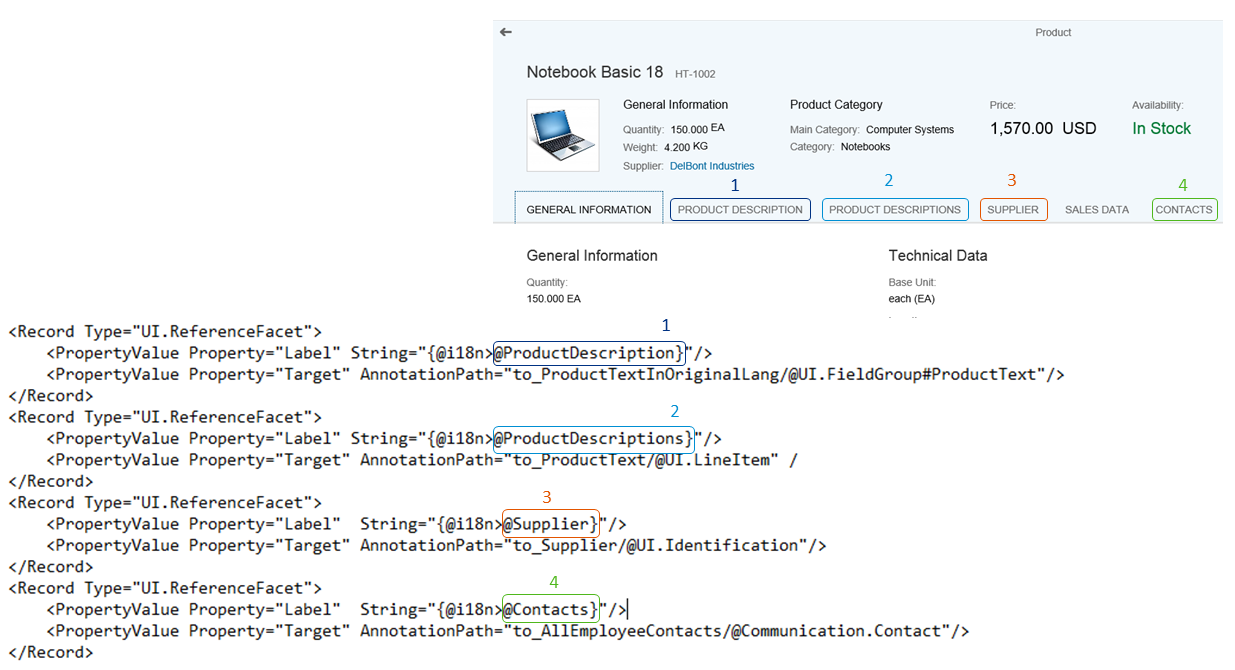 Product
Notebook Basic 18 HT-1002
General Information Product Category Price: Availability:
Quantity: 150.000 EA Main Category: Computer Systems 1,570.00 USD In Stock
Weight: 4.200 KG Category: Notebooks
Supplier: DelBont Industries
1 2 3 4
GENERAL INFORMATION PRODUCT DESCRIPTION PRODUCT DESCRIPTIONS SUPPLIER SALES DATA CONTACTS
General Information Technical Data
Quantity: Base Unit:
150.000 EA each (EA)
1
<Record Type="UI.ReferenceFacet">
<PropertyValue Property="Label" String="{@i18n>@ProductDescription}"/>
<PropertyValue Property="Target" AnnotationPath="to_ProductTextInOriginalLang/@UI.FieldGroup#ProductText"/>
</Record>
<Record Type="UI.ReferenceFacet">
2
<PropertyValue Property="Label" String="{@i18n>@ProductDescriptions}"/>
<PropertyValue Property="Target" AnnotationPath="to_ProductText/@UI.LineItem" /
</Record>
<Record Type="UI.ReferenceFacet">
3
<PropertyValue Property="Label"  String="{@i18n>@Supplier}"/>
<PropertyValue Property="Target" AnnotationPath="to_Supplier/@UI.Identification"/>
</Record>
<Record Type="UI.ReferenceFacet">
4
<PropertyValue Property="Label"  String="{@i18n>@Contacts}"/>
<PropertyValue Property="Target" AnnotationPath="to_AllEmployeeContacts/@Communication.Contact"/>
</Record>